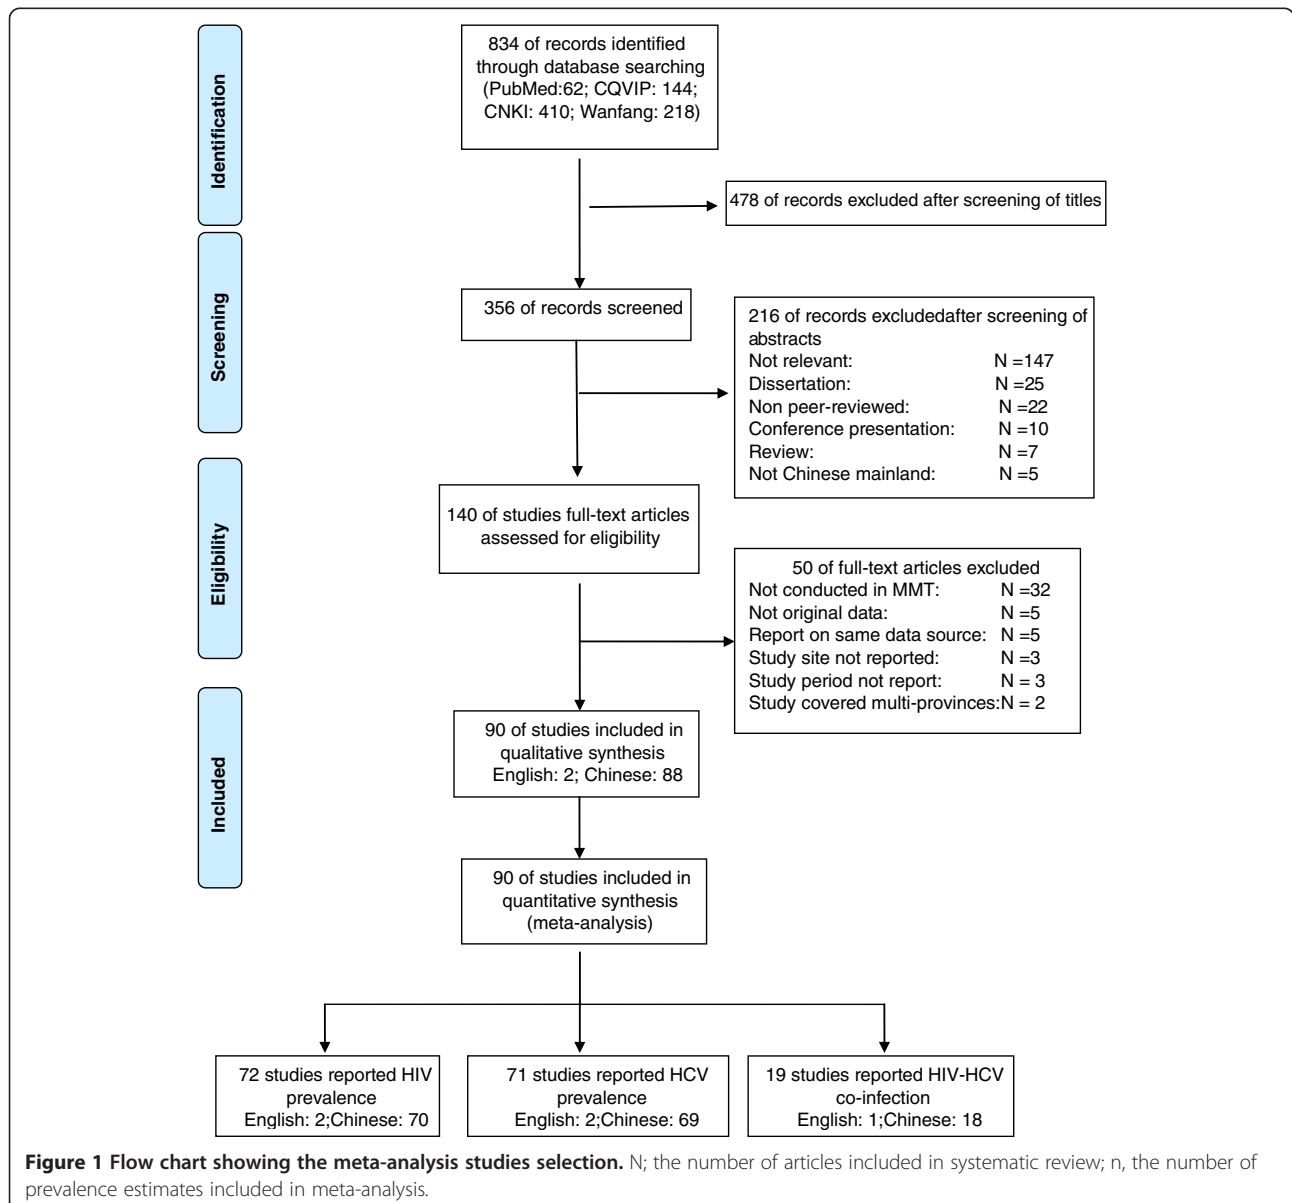 Identification
834 of records identified
through database searching
(PubMed:62; CQVIP: 144;
CNKI: 410; Wanfang: 218)
478 of records excluded after screening of titles
Screening
356 of records screened
216 of records excludedafter screening of
abstracts
Not relevant: N =147
Dissertation: N =25
Non peer-reviewed: N =22
Conference presentation: N =10
Review: N =7
Not Chinese mainland: N =5
Eligibility
140 of studies full-text articles
assessed for eligibility
50 of full-text articles excluded
Not conducted in MMT: N =32
Not original data: N =5
Report on same data source: N =5
Study site not reported: N =3
Study period not report: N = 3
Study covered multi-provinces:N = 2
Included
90 of studies included in
qualitative synthesis
English: 2; Chinese: 88
90 of studies included in
quantitative synthesis
(meta-analysis)
72 studies reported HIV
prevalence
English: 2;Chinese: 70
71 studies reported HCV
prevalence
English: 2;Chinese: 69
19 studies reported HIV-HCV
co-infection
English: 1;Chinese: 18
Figure 1 Flow chart showing the meta-analysis studies selection. N; the number of articles included in systematic review; n, the number of
prevalence estimates included in meta-analysis.